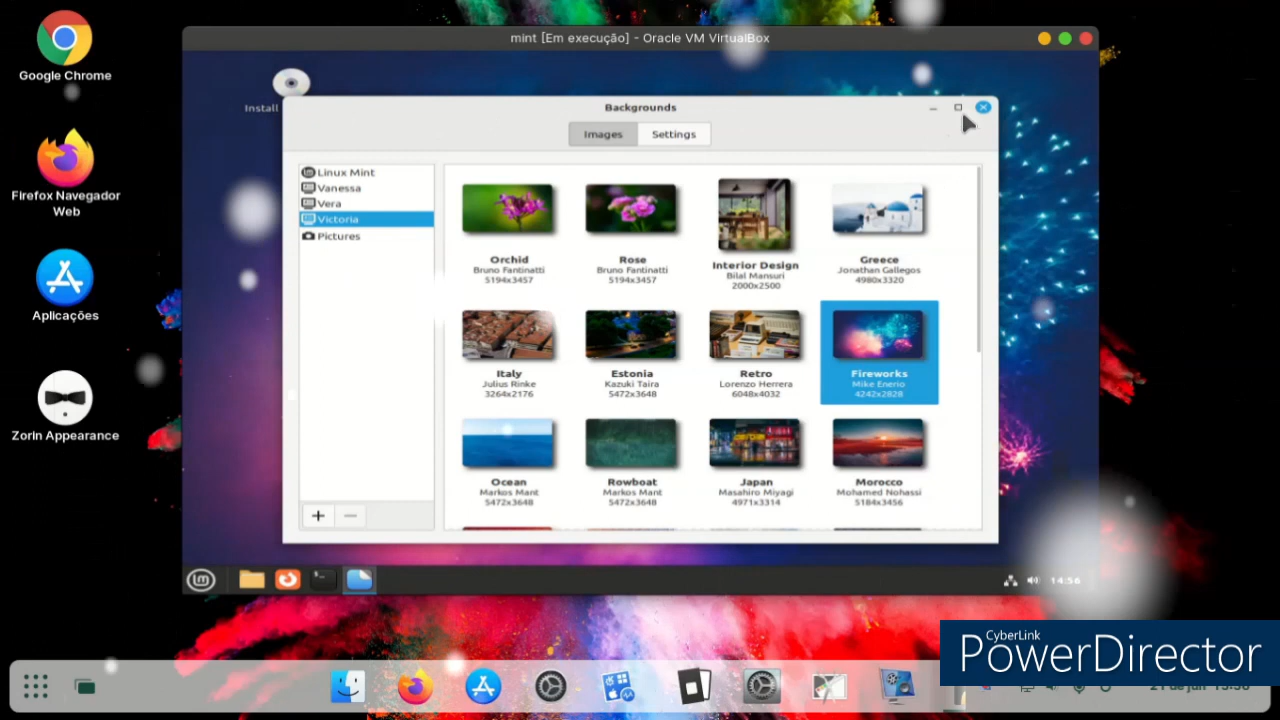 mint [Em execução] - Oracle VM VirtualBox
Google Chrome
Firefox Navegador
Web
Aplicações
Zorin Appearance
Install
Backgrounds
Images
Settings
Linux Mint
Vanessa
Vera
Victoria
Pictures
Orchid
Bruno Fantinatti
5194x3457
Rose
Bruno Fantinatti
5194x3457
Interior Design
Bilal Mansuri
2000x2500
Greece
Jonathan Gallegos
4980x3320
Italy
Julius Rinke
3264x2176
Estonia
Kazuki Taira
5472x3648
Retro
Lorenzo Herrera
6048x4032
Fireworks
Mike Enerio
4242x2828
Ocean
Markos Mant
5472x3648
Rowboat
Markos Mant
5472x3648
Japan
Masahiro Miyagi
4971x3314
Morocco
Mohamed Nohassi
5184x3456
14:56
CyberLink
PowerDirector